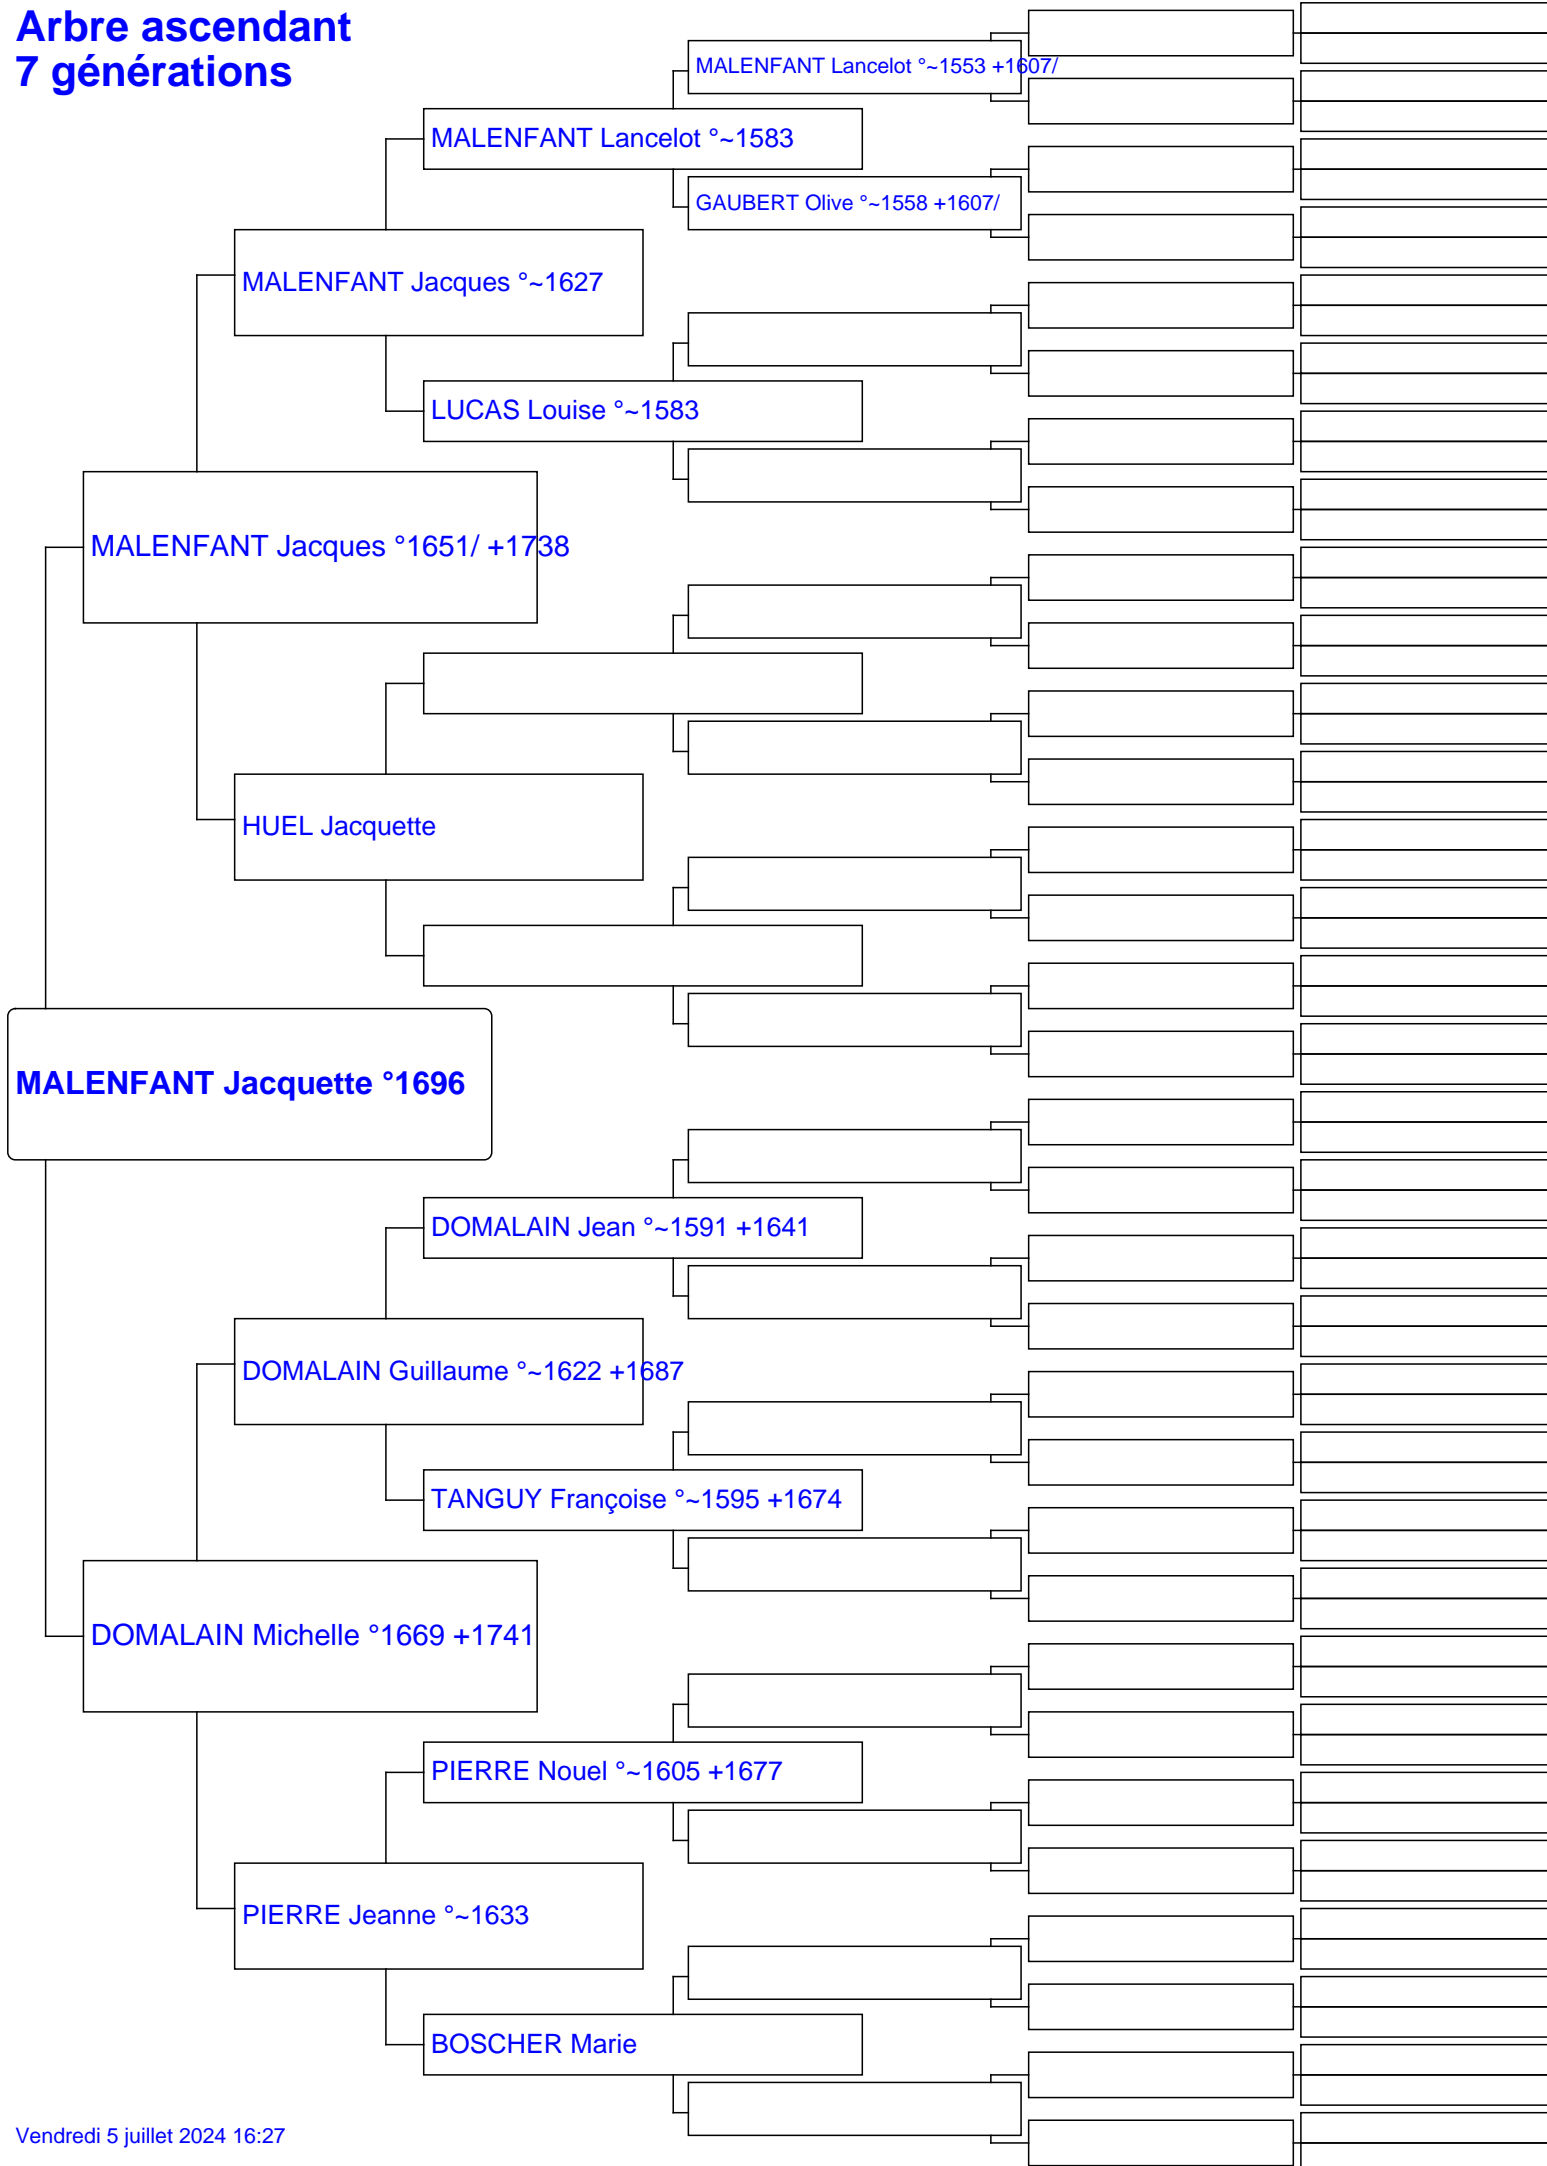 Arbre ascendant
7 générations
MALENFANT Lancelot °~1553 +1607/
MALENFANT Lancelot °~1583
GAUBERT Olive °~1558 +1607/
MALENFANT Jacques °~1627
LUCAS Louise °~1583
MALENFANT Jacques °1651/ +1738
HUEL Jacquette
MALENFANT Jacquette °1696
DOMALAIN Jean °~1591 +1641
DOMALAIN Guillaume °~1622 +1687
TANGUY Françoise °~1595 +1674
DOMALAIN Michelle °1669 +1741
PIERRE Nouel °~1605 +1677
PIERRE Jeanne °~1633
BOSCHER Marie
Vendredi 5 juillet 2024 16:27